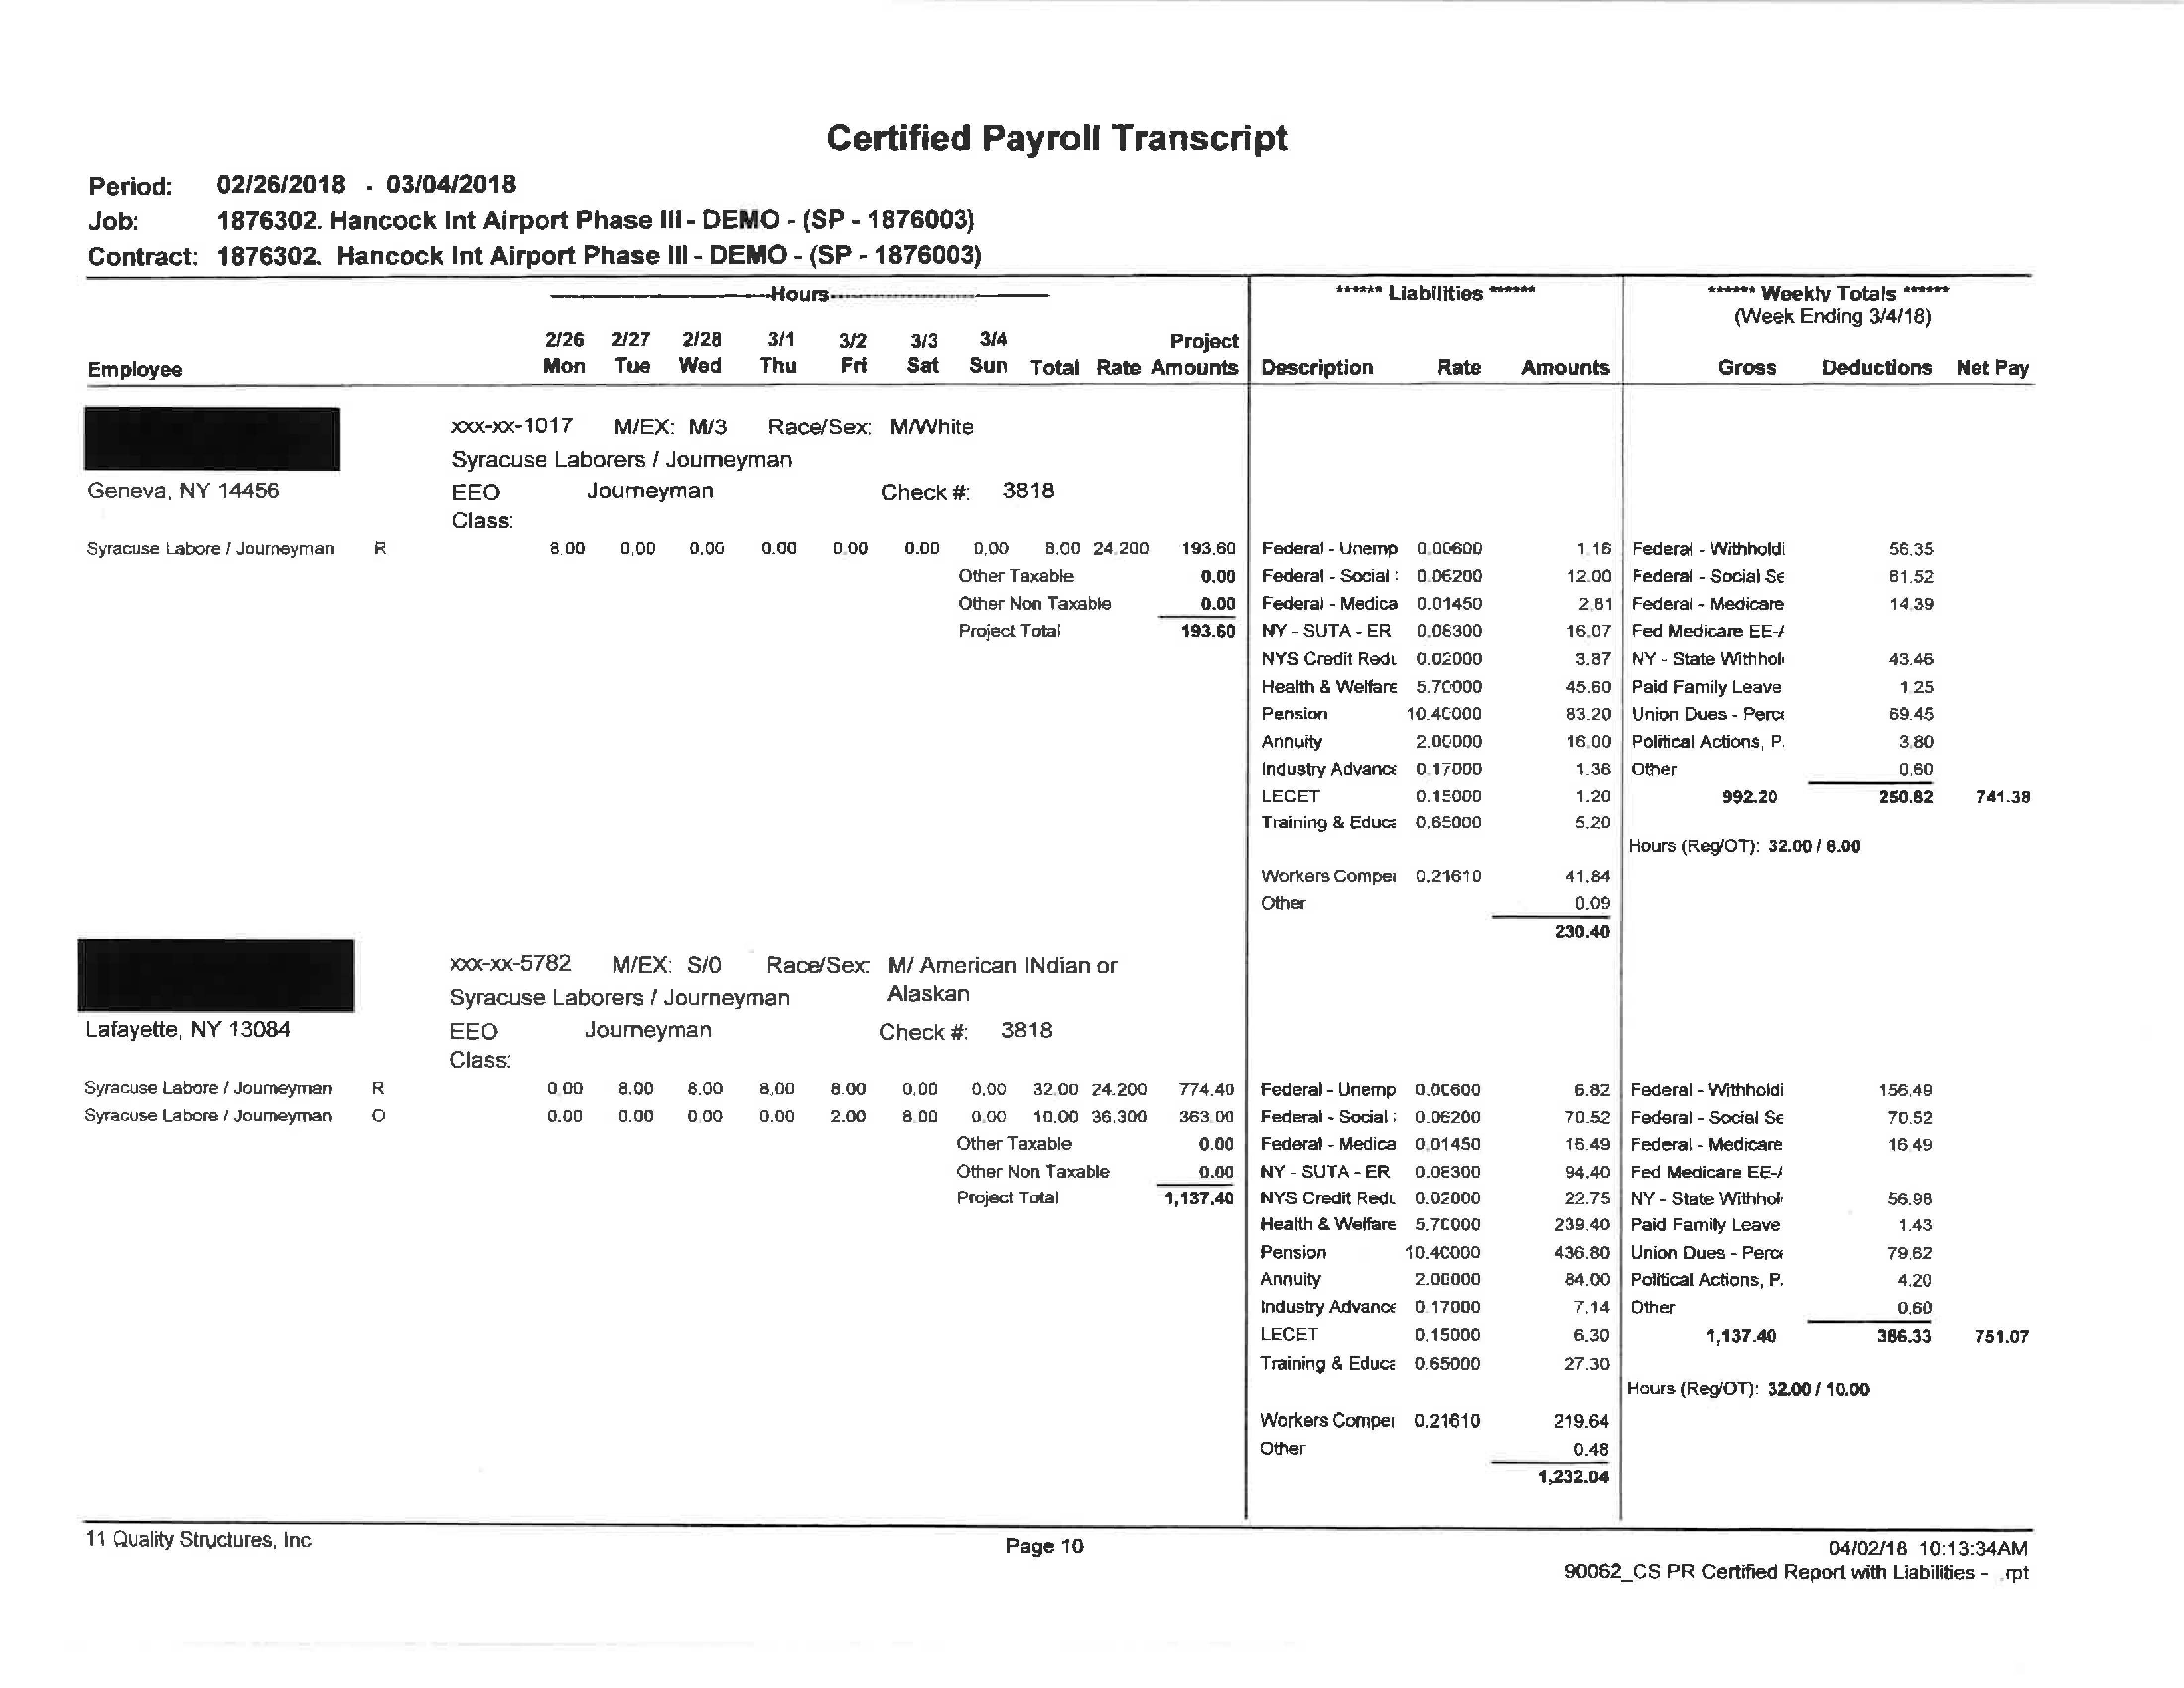 Certified Payroll Transcript
Period: 02/26/2018 - 03/04/2018
Job: 1876302. Hancock Int Airport Phase III - DEMO - (SP - 1876003)
Contract: 1876302. Hancock Int Airport Phase III - DEMO - (SP - 1876003)
Hours ****** Liabilities ****** ****** Weekly Totals ******
(Week Ending 3/4/18)
2/26 2/27 2/28 3/1 3/2 3/3 3/4 Project
Employee Mon Tue Wed Thu Fri Sat Sun Total Rate Amounts Description Rate Amounts Gross Deductions Net Pay
xxx-xx-1017 M/EX: M/3 Race/Sex: M/White
Syracuse Laborers / Journeyman
Geneva, NY 14456 EEO Journeyman Check #: 3818
Class:
Syracuse Labore / Journeyman R 8.00 0.00 0.00 0.00 0.00 0.00 0.00 8.00 24.200 193.60 Federal - Unemp 0.00600 1.16 Federal - Withholdi 56.35
Other Taxable 0.00 Federal - Social : 0.06200 12.00 Federal - Social Se 61.52
Other Non Taxable 0.00 Federal - Medica 0.01450 2.81 Federal - Medicare 14.39
Project Total 193.60 NY - SUTA - ER 0.08300 16.07 Fed Medicare EE-A
NYS Credit Redu 0.02000 3.87 NY - State Withhol 43.46
Health & Welfare 5.70000 45.60 Paid Family Leave 1.25
Pension 10.40000 83.20 Union Dues - Perce 69.45
Annuity 2.00000 16.00 Political Actions, P. 3.80
Industry Advance 0.17000 1.36 Other 0.60
LECET 0.15000 1.20 992.20 250.82 741.38
Training & Educa 0.65000 5.20
Hours (Reg/OT): 32.00 / 6.00
Workers Compei 0.21610 41.84
Other 0.09
230.40
xxx-xx-5782 M/EX: S/0 Race/Sex: M/ American INdian or
Syracuse Laborers / Journeyman Alaskan
Lafayette, NY 13084 EEO Journeyman Check #: 3818
Class:
Syracuse Labore / Journeyman R 0.00 8.00 8.00 8.00 8.00 0.00 0.00 32.00 24.200 774.40 Federal - Unemp 0.00600 6.82 Federal - Withholdi 156.49
Syracuse Labore / Journeyman O 0.00 0.00 0.00 0.00 2.00 8.00 0.00 10.00 36.300 363.00 Federal - Social : 0.06200 70.52 Federal - Social Se 70.52
Other Taxable 0.00 Federal - Medica 0.01450 16.49 Federal - Medicare 16.49
Other Non Taxable 0.00 NY - SUTA - ER 0.08300 94.40 Fed Medicare EE-A
Project Total 1,137.40 NYS Credit Redu 0.02000 22.75 NY - State Withhol 56.98
Health & Welfare 5.70000 239.40 Paid Family Leave 1.43
Pension 10.40000 436.80 Union Dues - Perce 79.62
Annuity 2.00000 84.00 Political Actions, P. 4.20
Industry Advance 0.17000 7.14 Other 0.60
LECET 0.15000 6.30 1,137.40 386.33 751.07
Training & Educa 0.65000 27.30
Hours (Reg/OT): 32.00 / 10.00
Workers Compei 0.21610 219.64
Other 0.48
1,232.04
11 Quality Structures, Inc Page 10 04/02/18 10:13:34AM
90062_CS PR Certified Report with Liabilities - .rpt